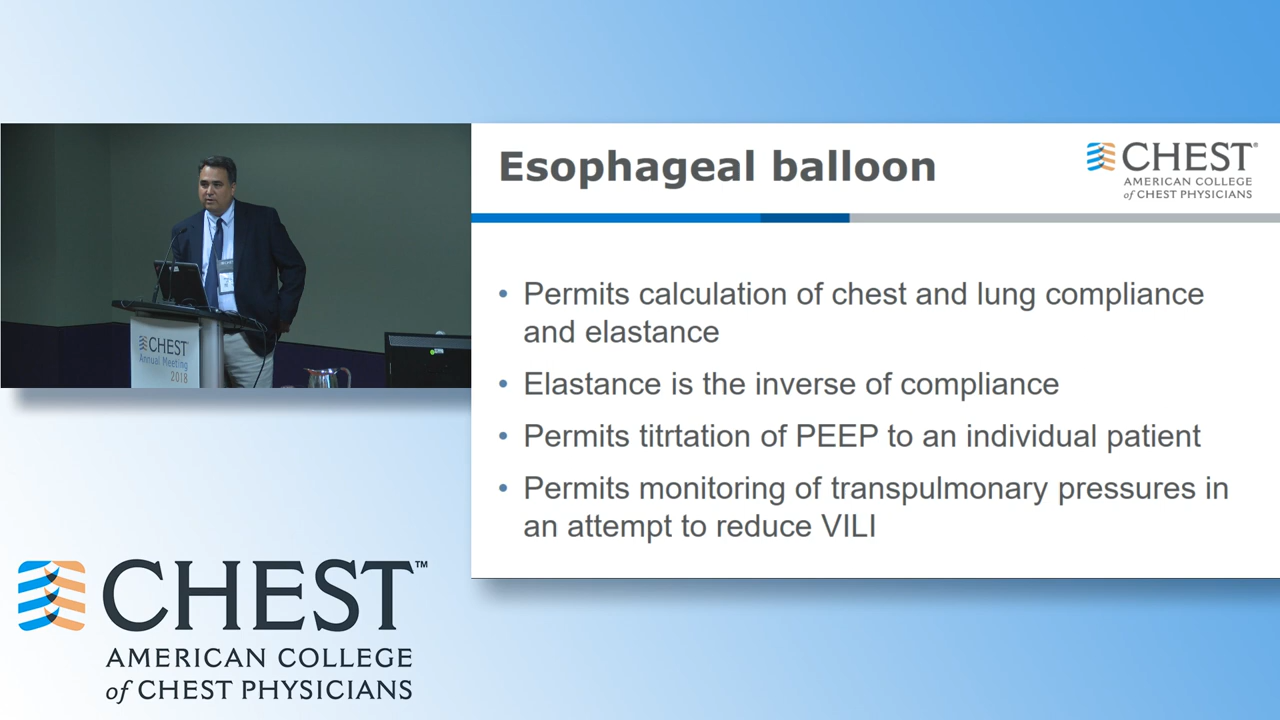 Esophageal balloon
CHEST®
AMERICAN COLLEGE
of CHEST PHYSICIANS
• Permits calculation of chest and lung compliance
and elastance
• Elastance is the inverse of compliance
• Permits titrtation of PEEP to an individual patient
• Permits monitoring of transpulmonary pressures in
an attempt to reduce VILI
CHEST
Annual Meeting
2018
CHEST™
AMERICAN COLLEGE
of CHEST PHYSICIANS